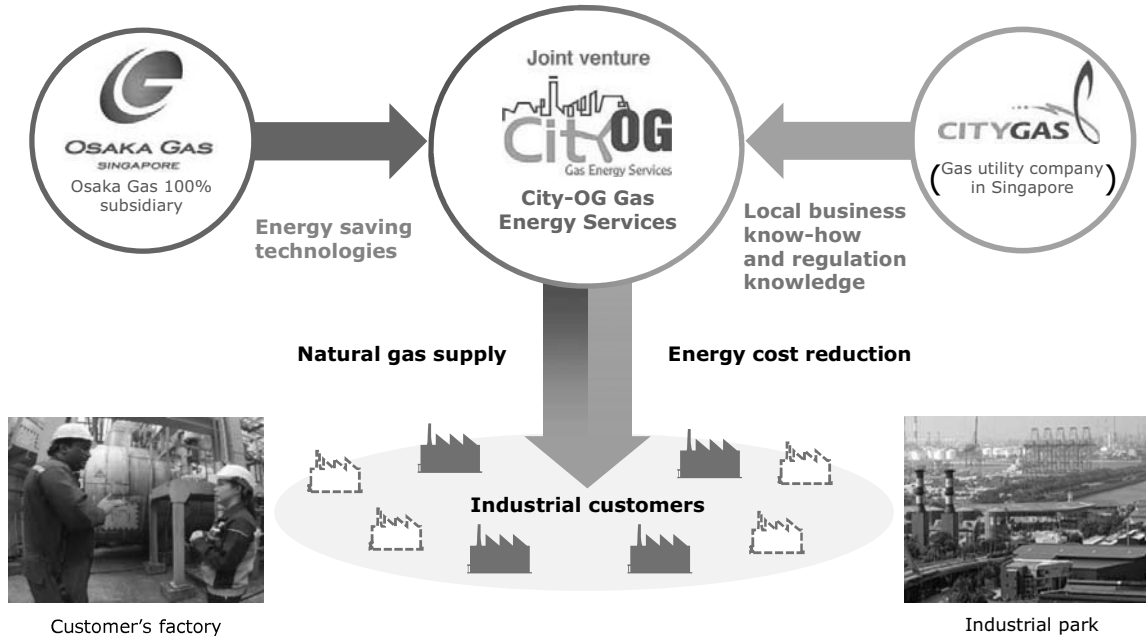 OSAKA GAS
SINGAPORE
Osaka Gas 100%
subsidiary
Energy saving
technologies
Joint venture
City OG
Gas Energy Services
City-OG Gas
Energy Services
CITYGAS
(Gas utility company
in Singapore)
Local business
know-how
and regulation
knowledge
Natural gas supply
Energy cost reduction
Industrial customers
Customer’s factory
Industrial park